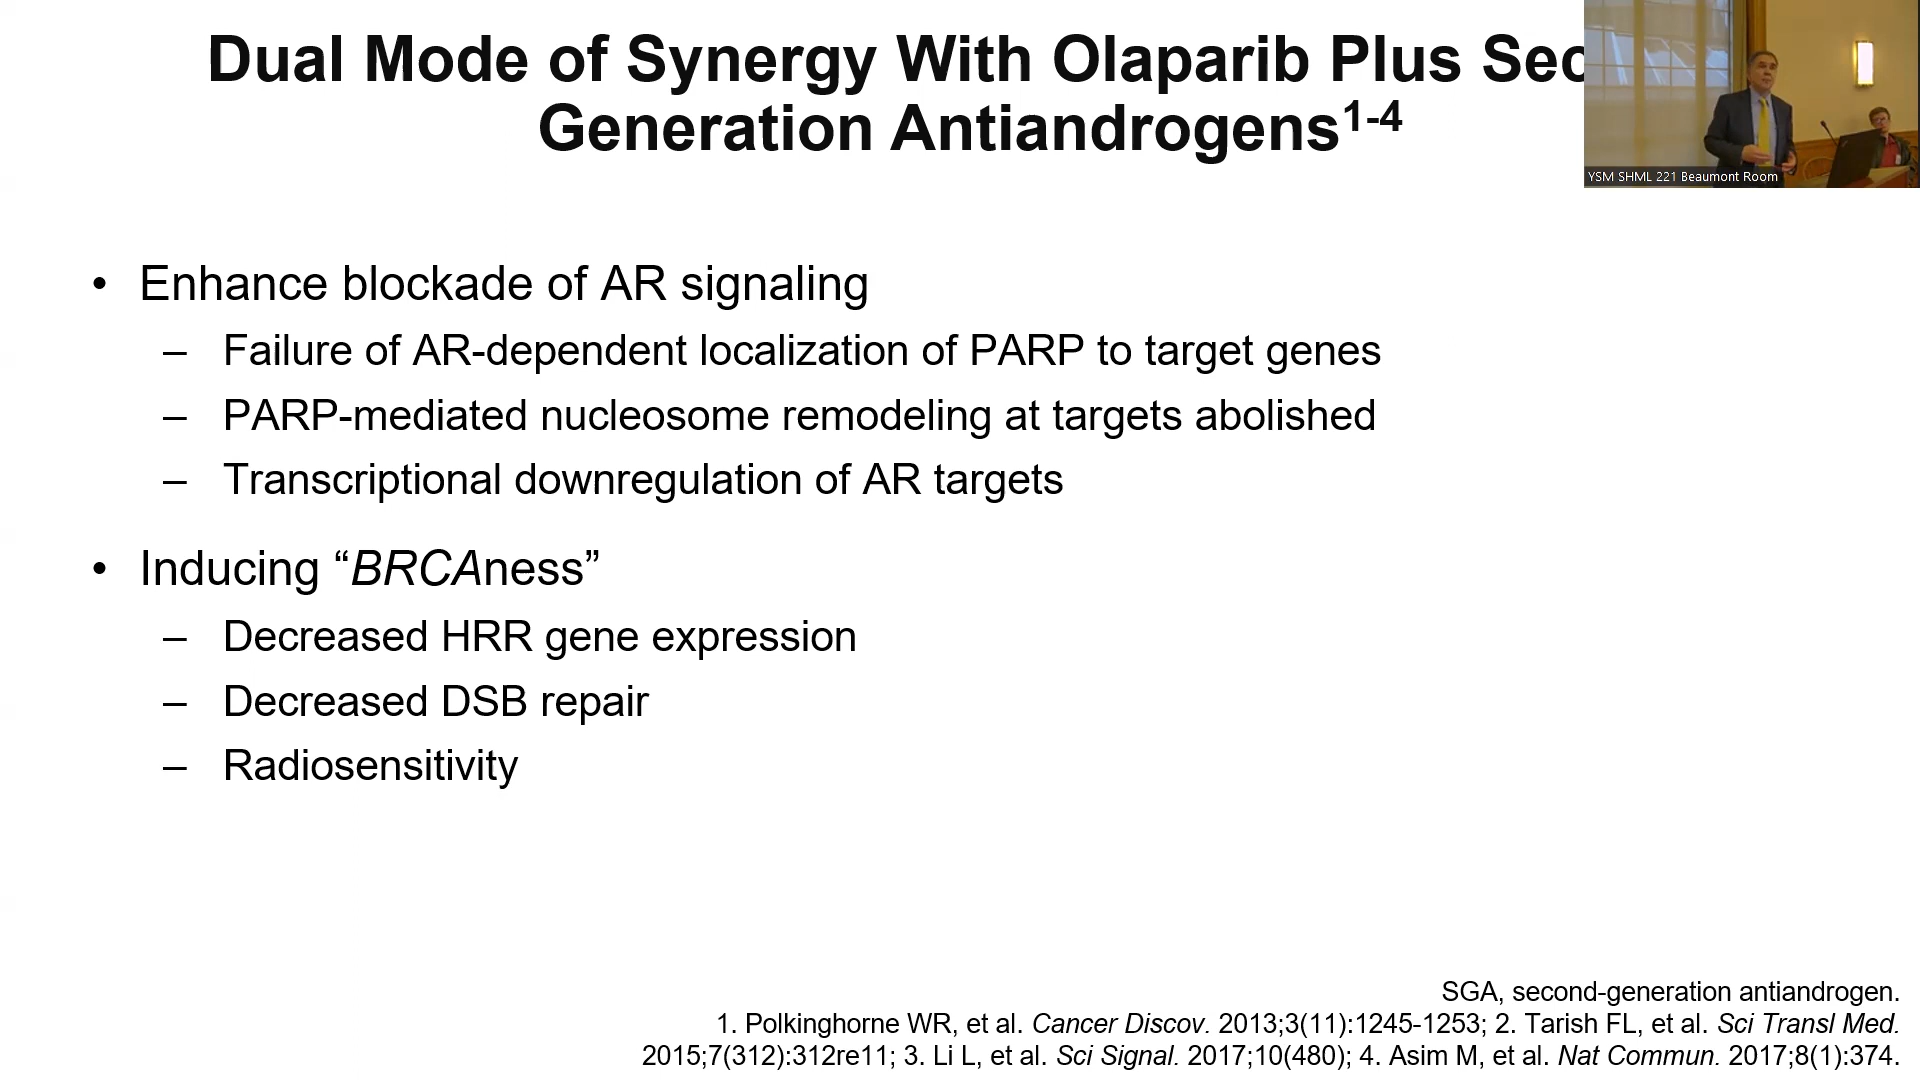 Dual Mode of Synergy With Olaparib Plus Sec
Generation Antiandrogens1-4
YSM SHML 221 Beaumont Room
• Enhance blockade of AR signaling
– Failure of AR-dependent localization of PARP to target genes
– PARP-mediated nucleosome remodeling at targets abolished
– Transcriptional downregulation of AR targets
• Inducing “BRCAness”
– Decreased HRR gene expression
– Decreased DSB repair
– Radiosensitivity
SGA, second-generation antiandrogen.
1. Polkinghorne WR, et al. Cancer Discov. 2013;3(11):1245-1253; 2. Tarish FL, et al. Sci Transl Med.
2015;7(312):312re11; 3. Li L, et al. Sci Signal. 2017;10(480); 4. Asim M, et al. Nat Commun. 2017;8(1):374.